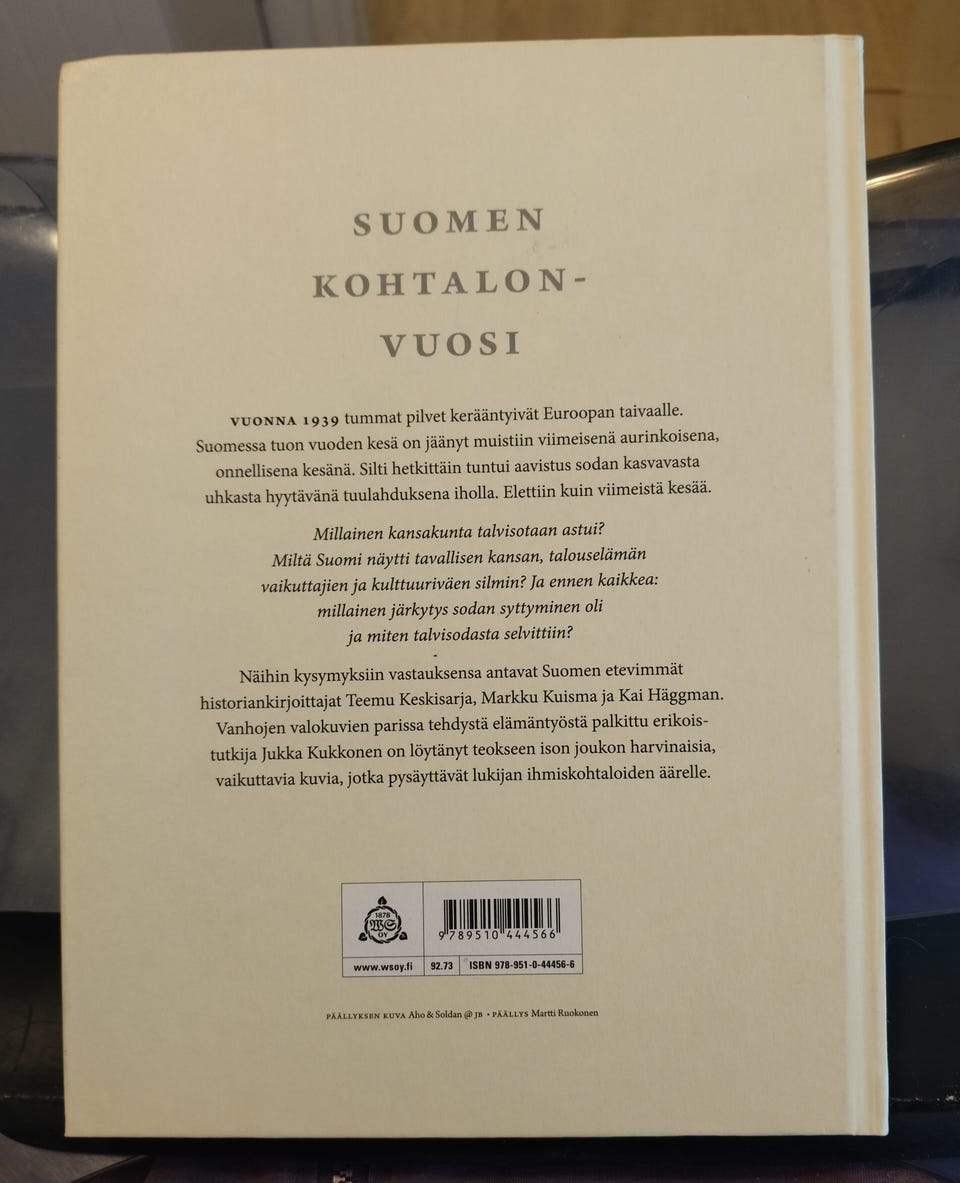 SUOMEN
KOHTALON-
VUOSI
VUONNA 1939 tummat pilvet kerääntyivät Euroopan taivaalle.
Suomessa tuon vuoden kesä on jäänyt muistiin viimeisenä aurinkoisena,
onnellisena kesänä. Silti hetkittäin tuntui aavistus sodan kasvavasta
uhkasta hyytävänä tuulahduksena iholla. Elettiin kuin viimeistä kesää.
Millainen kansakunta talvisotaan astui?
Miltä Suomi näytti tavallisen kansan, talouselämän
vaikuttajien ja kulttuuriväen silmin? Ja ennen kaikkea:
millainen järkytys sodan syttyminen oli
ja miten talvisodasta selvittiin?
Näihin kysymyksiin vastauksensa antavat Suomen etevimmät
historiankirjoittajat Teemu Keskisarja, Markku Kuisma ja Kai Häggman.
Vanhojen valokuvien parissa tehdystä elämäntyöstä palkittu erikois-
tutkija Jukka Kukkonen on löytänyt teokseen ison joukon harvinaisia,
vaikuttavia kuvia, jotka pysäyttävät lukijan ihmiskohtaloiden äärelle.
1878
WS
OY
9 789510 444566
www.wsoy.fi 92.73 ISBN 978-951-0-44456-6
PÄÄLLYKSEN KUVA Aho & Soldan @ JB • PÄÄLLYS Martti Ruokonen